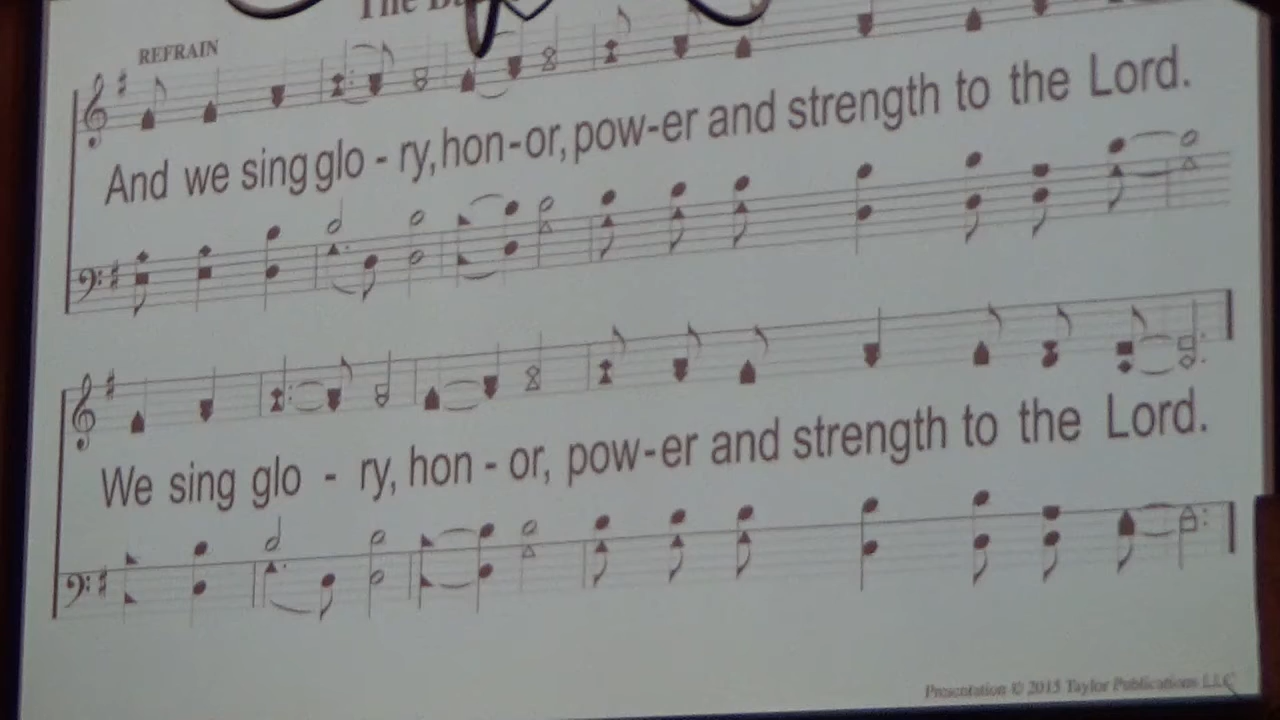 The
REFRAIN
And we sing glo - ry, hon-or, pow-er and strength to the Lord.
We sing glo - ry, hon - or, pow-er and strength to the Lord.
Presentation © 2015 Taylor Publications LLC